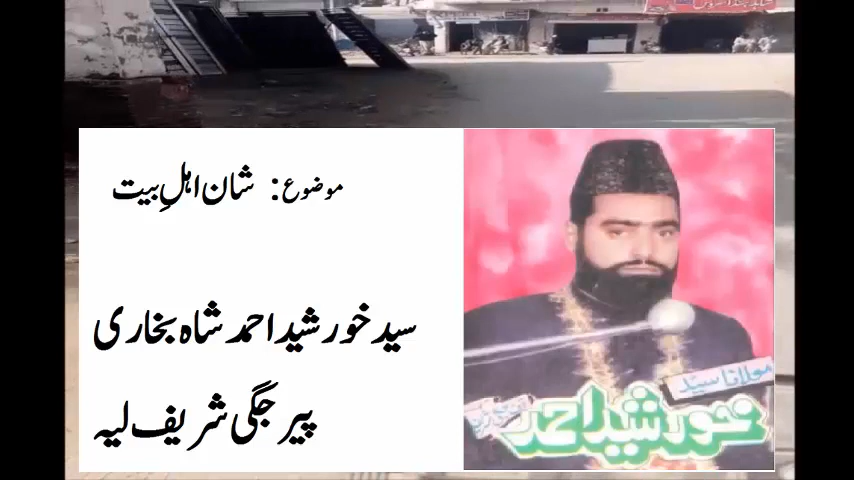 موضوع: شان اہلِ بیت
سید خورشید احمد شاہ بخاری
پیر جگی شریف لیہ
مولانا سید
خورشید احمد